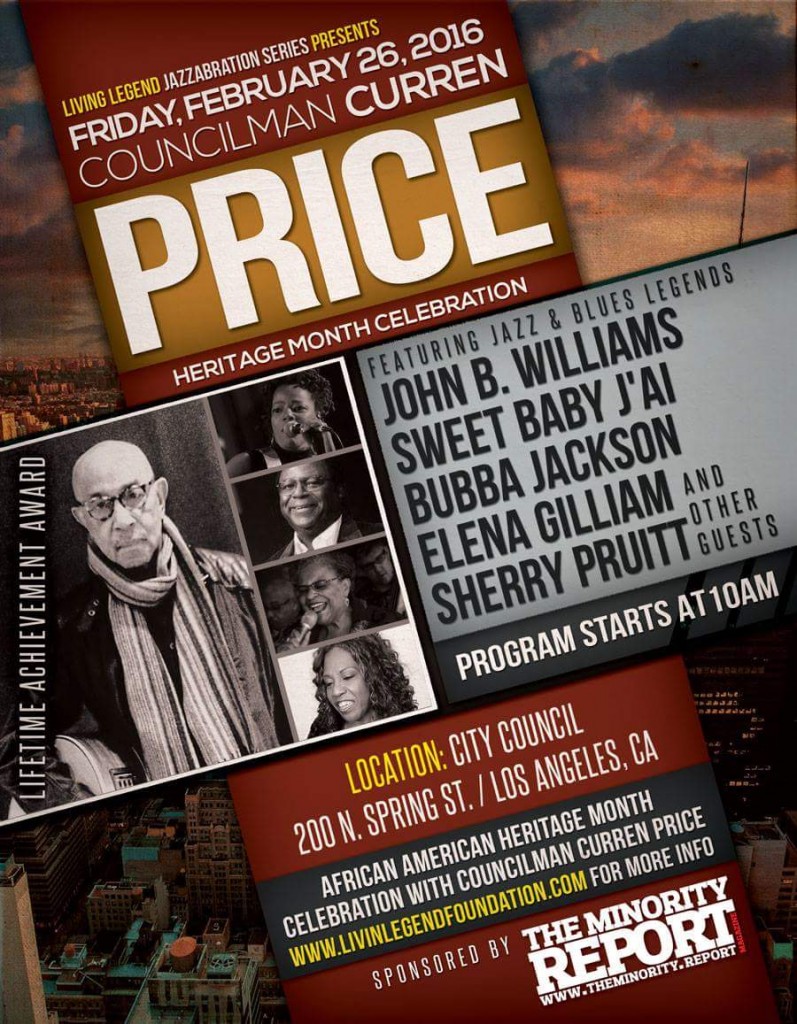 LIVING LEGEND JAZZABRATION SERIES PRESENTS
FRIDAY, FEBRUARY 26, 2016
COUNCILMAN CURREN
PRICE
HERITAGE MONTH CELEBRATION
FEATURING JAZZ & BLUES LEGENDS
JOHN B. WILLIAMS
SWEET BABY J'AI
BUBBA JACKSON
ELENA GILLIAM
SHERRY PRUITT
AND
OTHER
GUESTS
PROGRAM STARTS AT 10AM
LIFETIME ACHIEVEMENT AWARD
LOCATION: CITY COUNCIL
200 N. SPRING ST. / LOS ANGELES, CA
AFRICAN AMERICAN HERITAGE MONTH
CELEBRATION WITH COUNCILMAN CURREN PRICE
WWW.LIVINLEGENDFOUNDATION.COM FOR MORE INFO
SPONSORED BY
THE MINORITY
REPORT
MAGAZINE
WWW.THEMINORITY.REPORT